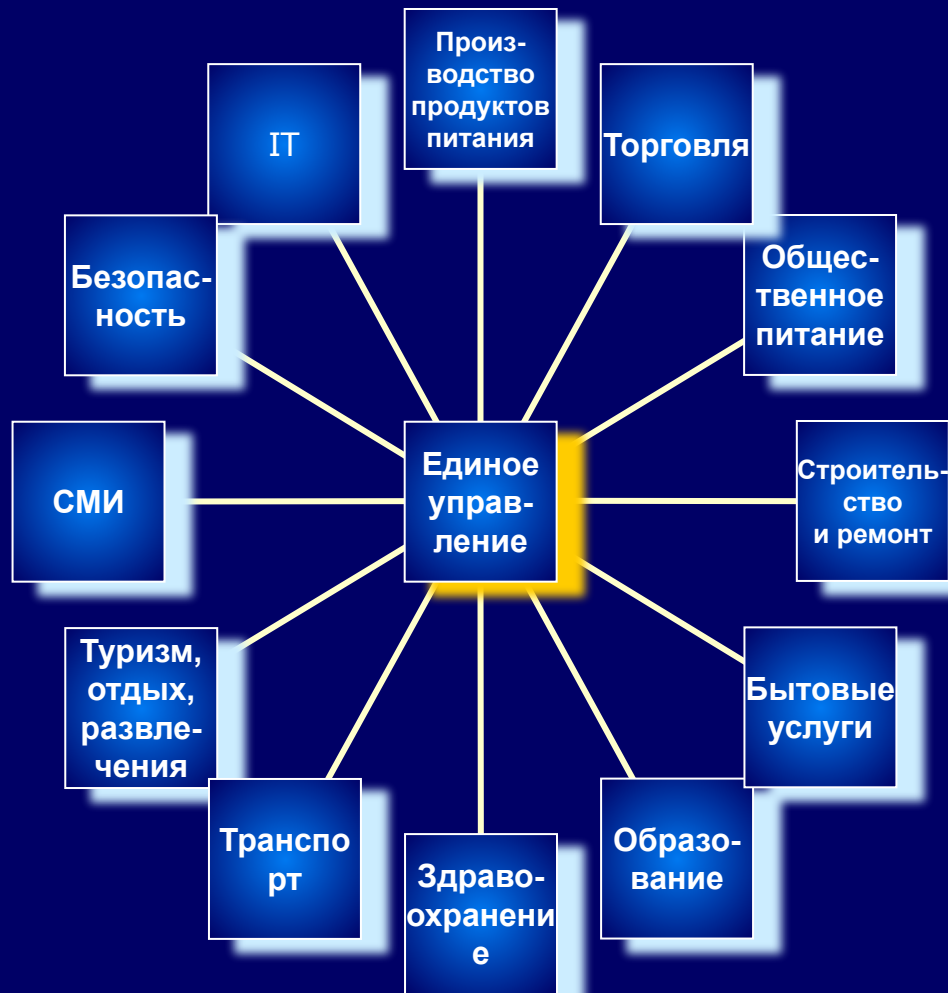 Произ-
водство
продуктов
питания
IT
Торговля
Безопас-
ность
Общес-
твенное
питание
СМИ
Единое
управ-
ление
Строитель-
ство
и ремонт
Туризм,
отдых,
развле-
чения
Бытовые
услуги
Транспо
рт
Здраво-
охранени
е
Образо-
вание